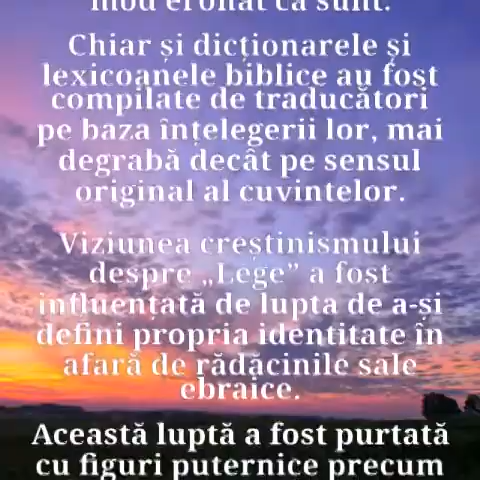 mod eronat ca sunt.
Chiar și dicționarele și
lexicoanele biblice au fost
compilate de traducători
pe baza înțelegerii lor, mai
degrabă decât pe sensul
original al cuvintelor.
Viziunea creștinismului
despre „Lege” a fost
influențată de lupta de a-și
defini propria identitate în
afară de rădăcinile sale
ebraice.
Această luptă a fost purtată
cu figuri puternice precum